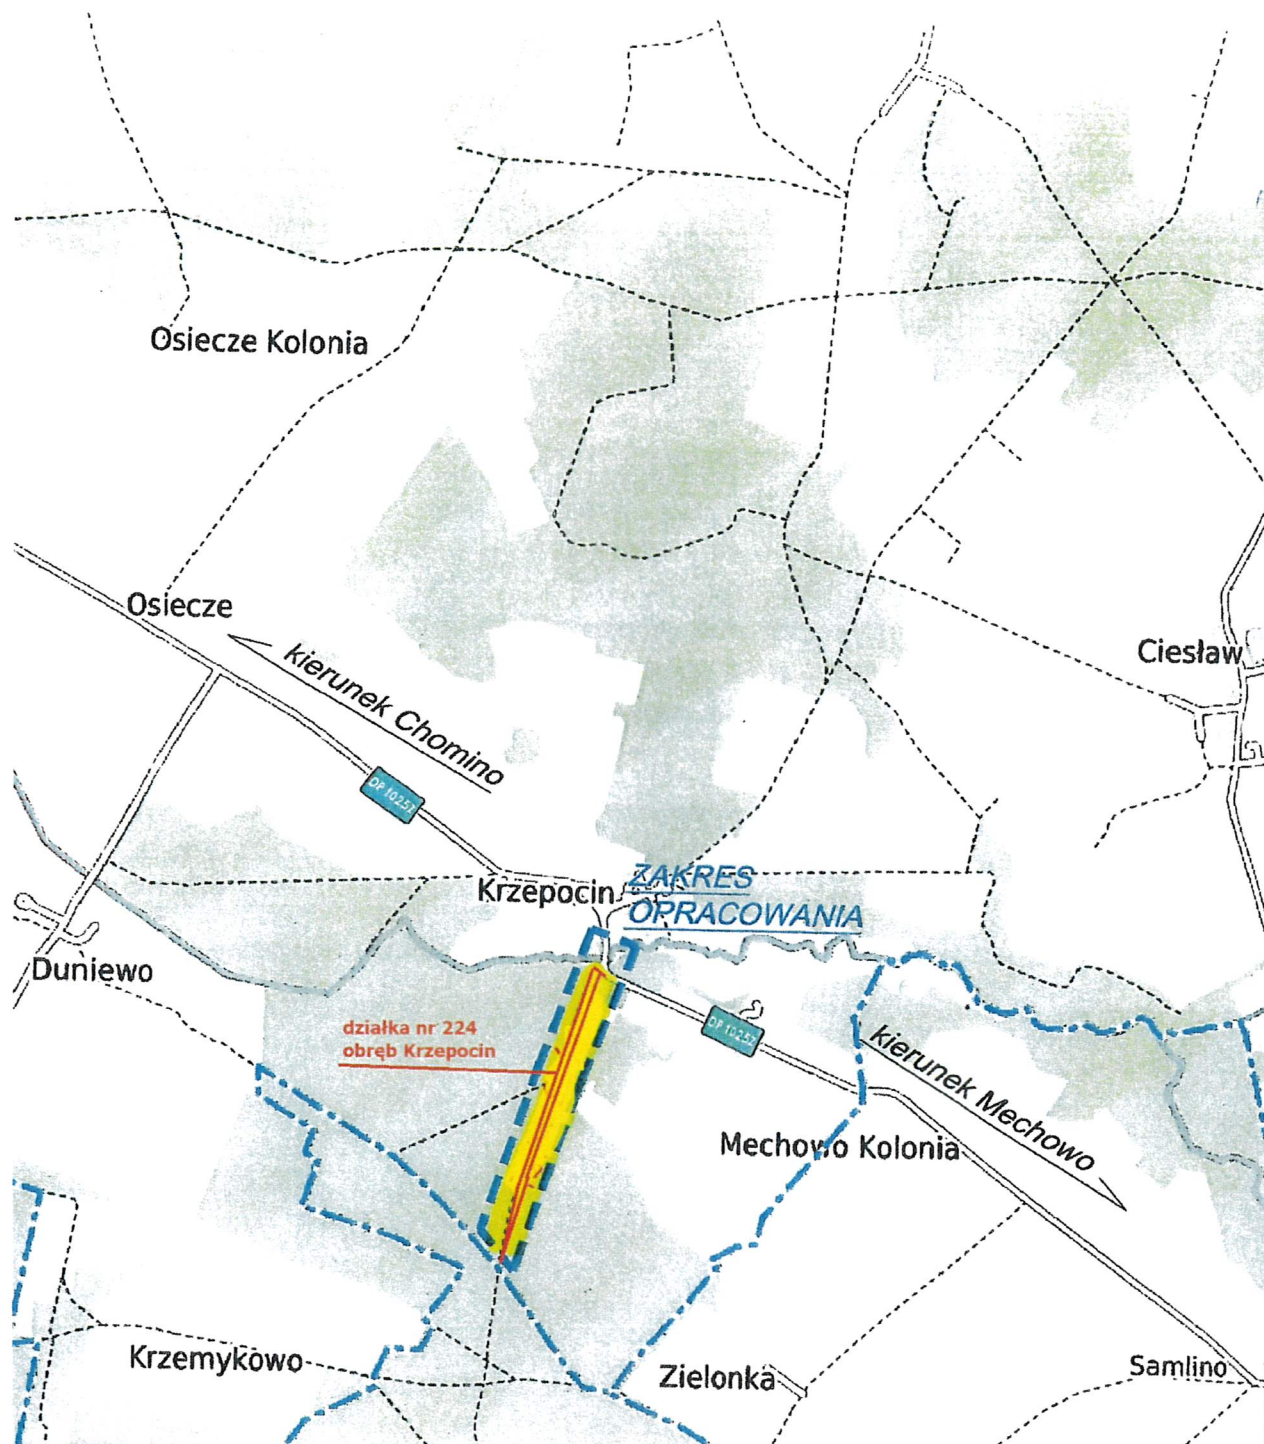 Osiecze Kolonia
Osiecze
kierunek Chomino
Ciesław
DP 1025Z
Krzepocin
ZAKRES
OPRACOWANIA
Duniewo
działka nr 224
obręb Krzepocin
DP 1025Z
kierunek Mechowo
Mechowo Kolonia
Krzemykowo
Zielonka
Samlino